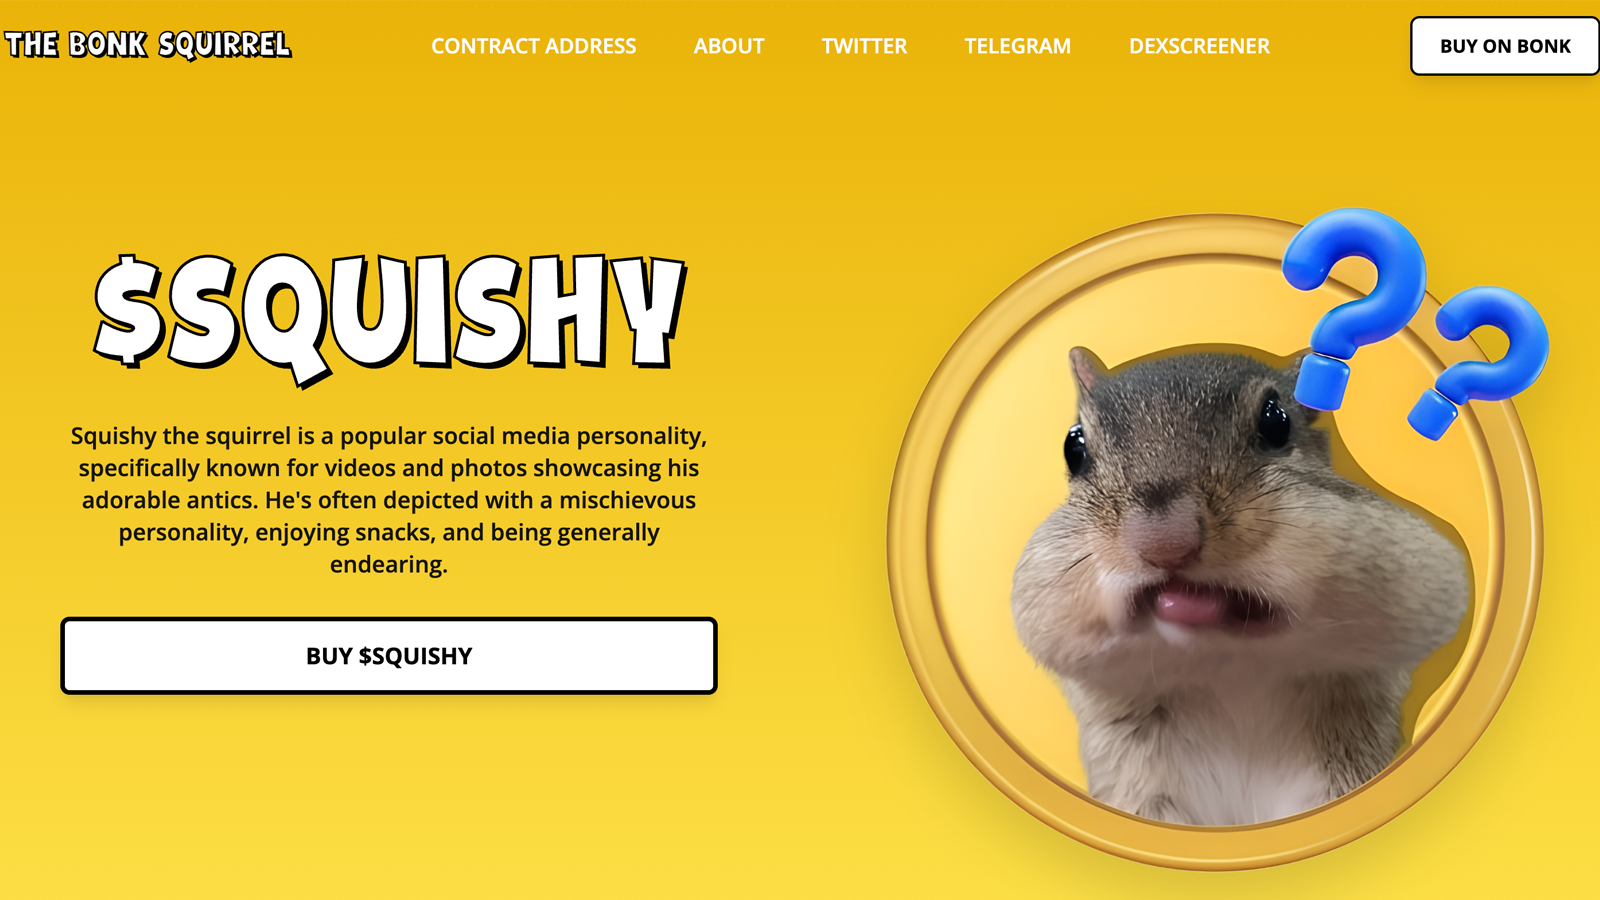 THE BONK SQUIRREL
CONTRACT ADDRESS
ABOUT
TWITTER
TELEGRAM
DEXSCREENER
BUY ON BONK
$SQUISHY
Squishy the squirrel is a popular social media personality,
specifically known for videos and photos showcasing his
adorable antics. He's often depicted with a mischievous
personality, enjoying snacks, and being generally
endearing.
BUY $SQUISHY
??